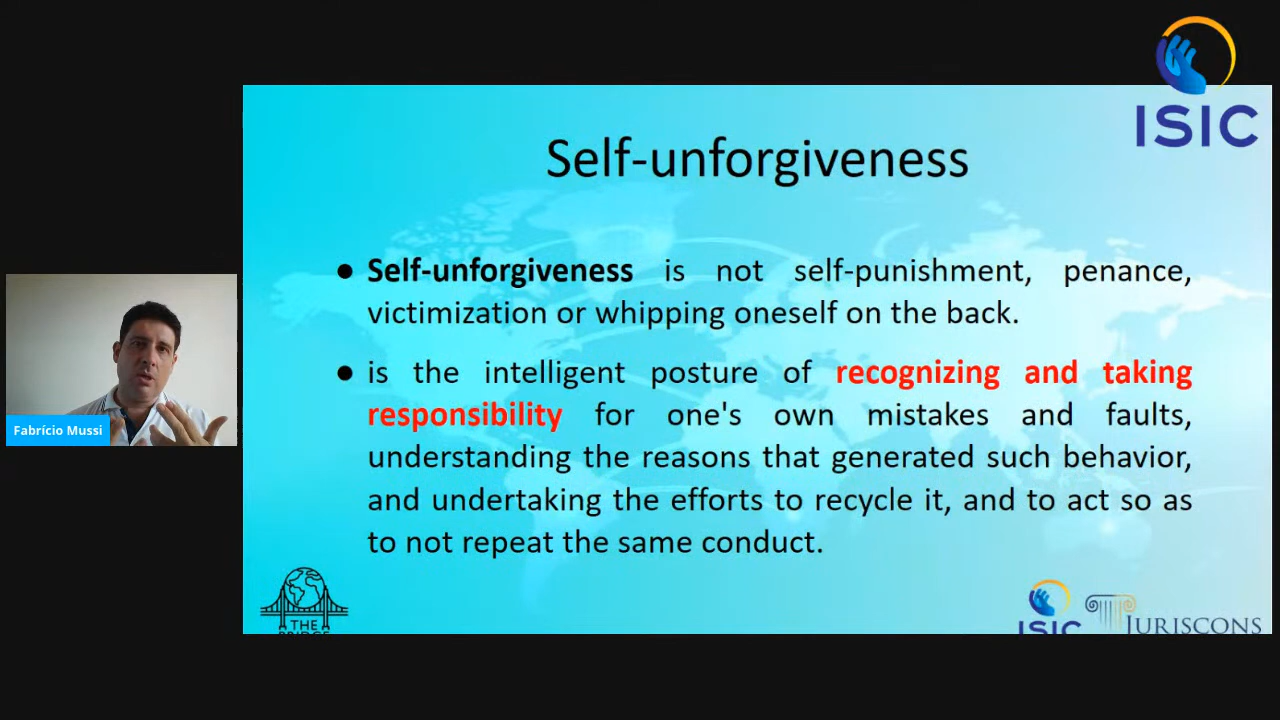 ISIC
Self-unforgiveness
● Self-unforgiveness is not self-punishment, penance,
victimization or whipping oneself on the back.
● is the intelligent posture of recognizing and taking
responsibility for one's own mistakes and faults,
understanding the reasons that generated such behavior,
and undertaking the efforts to recycle it, and to act so as
to not repeat the same conduct.
Fabrício Mussi
THE
BRIDGE
ISIC
JURISCONS